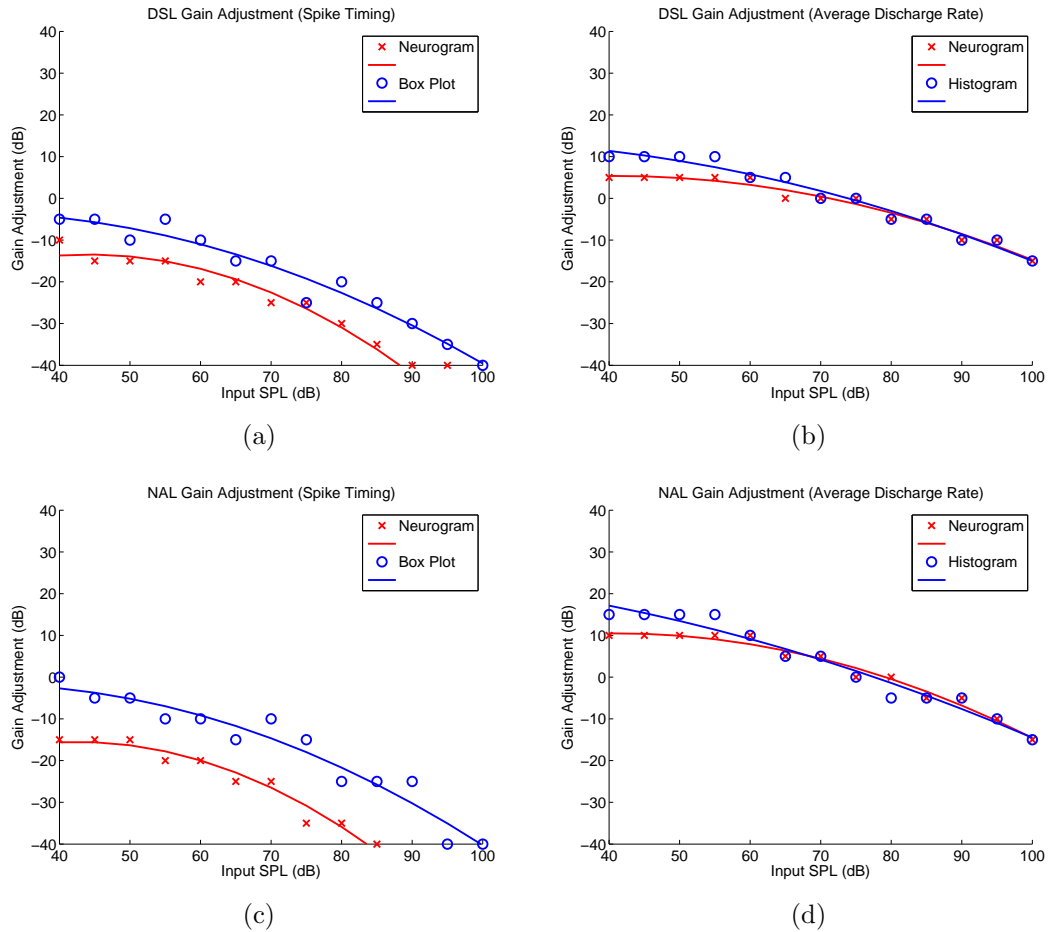 DSL Gain Adjustment (Spike Timing)
40
30
20
10
0
−10
−20
−30
−40
Gain Adjustment (dB)
40 50 60 70 80 90 100
Input SPL (dB)
Neurogram
Box Plot
(a)
DSL Gain Adjustment (Average Discharge Rate)
40
30
20
10
0
−10
−20
−30
−40
Gain Adjustment (dB)
40 50 60 70 80 90 100
Input SPL (dB)
Neurogram
Histogram
(b)
NAL Gain Adjustment (Spike Timing)
40
30
20
10
0
−10
−20
−30
−40
Gain Adjustment (dB)
40 50 60 70 80 90 100
Input SPL (dB)
Neurogram
Box Plot
(c)
NAL Gain Adjustment (Average Discharge Rate)
40
30
20
10
0
−10
−20
−30
−40
Gain Adjustment (dB)
40 50 60 70 80 90 100
Input SPL (dB)
Neurogram
Histogram
(d)